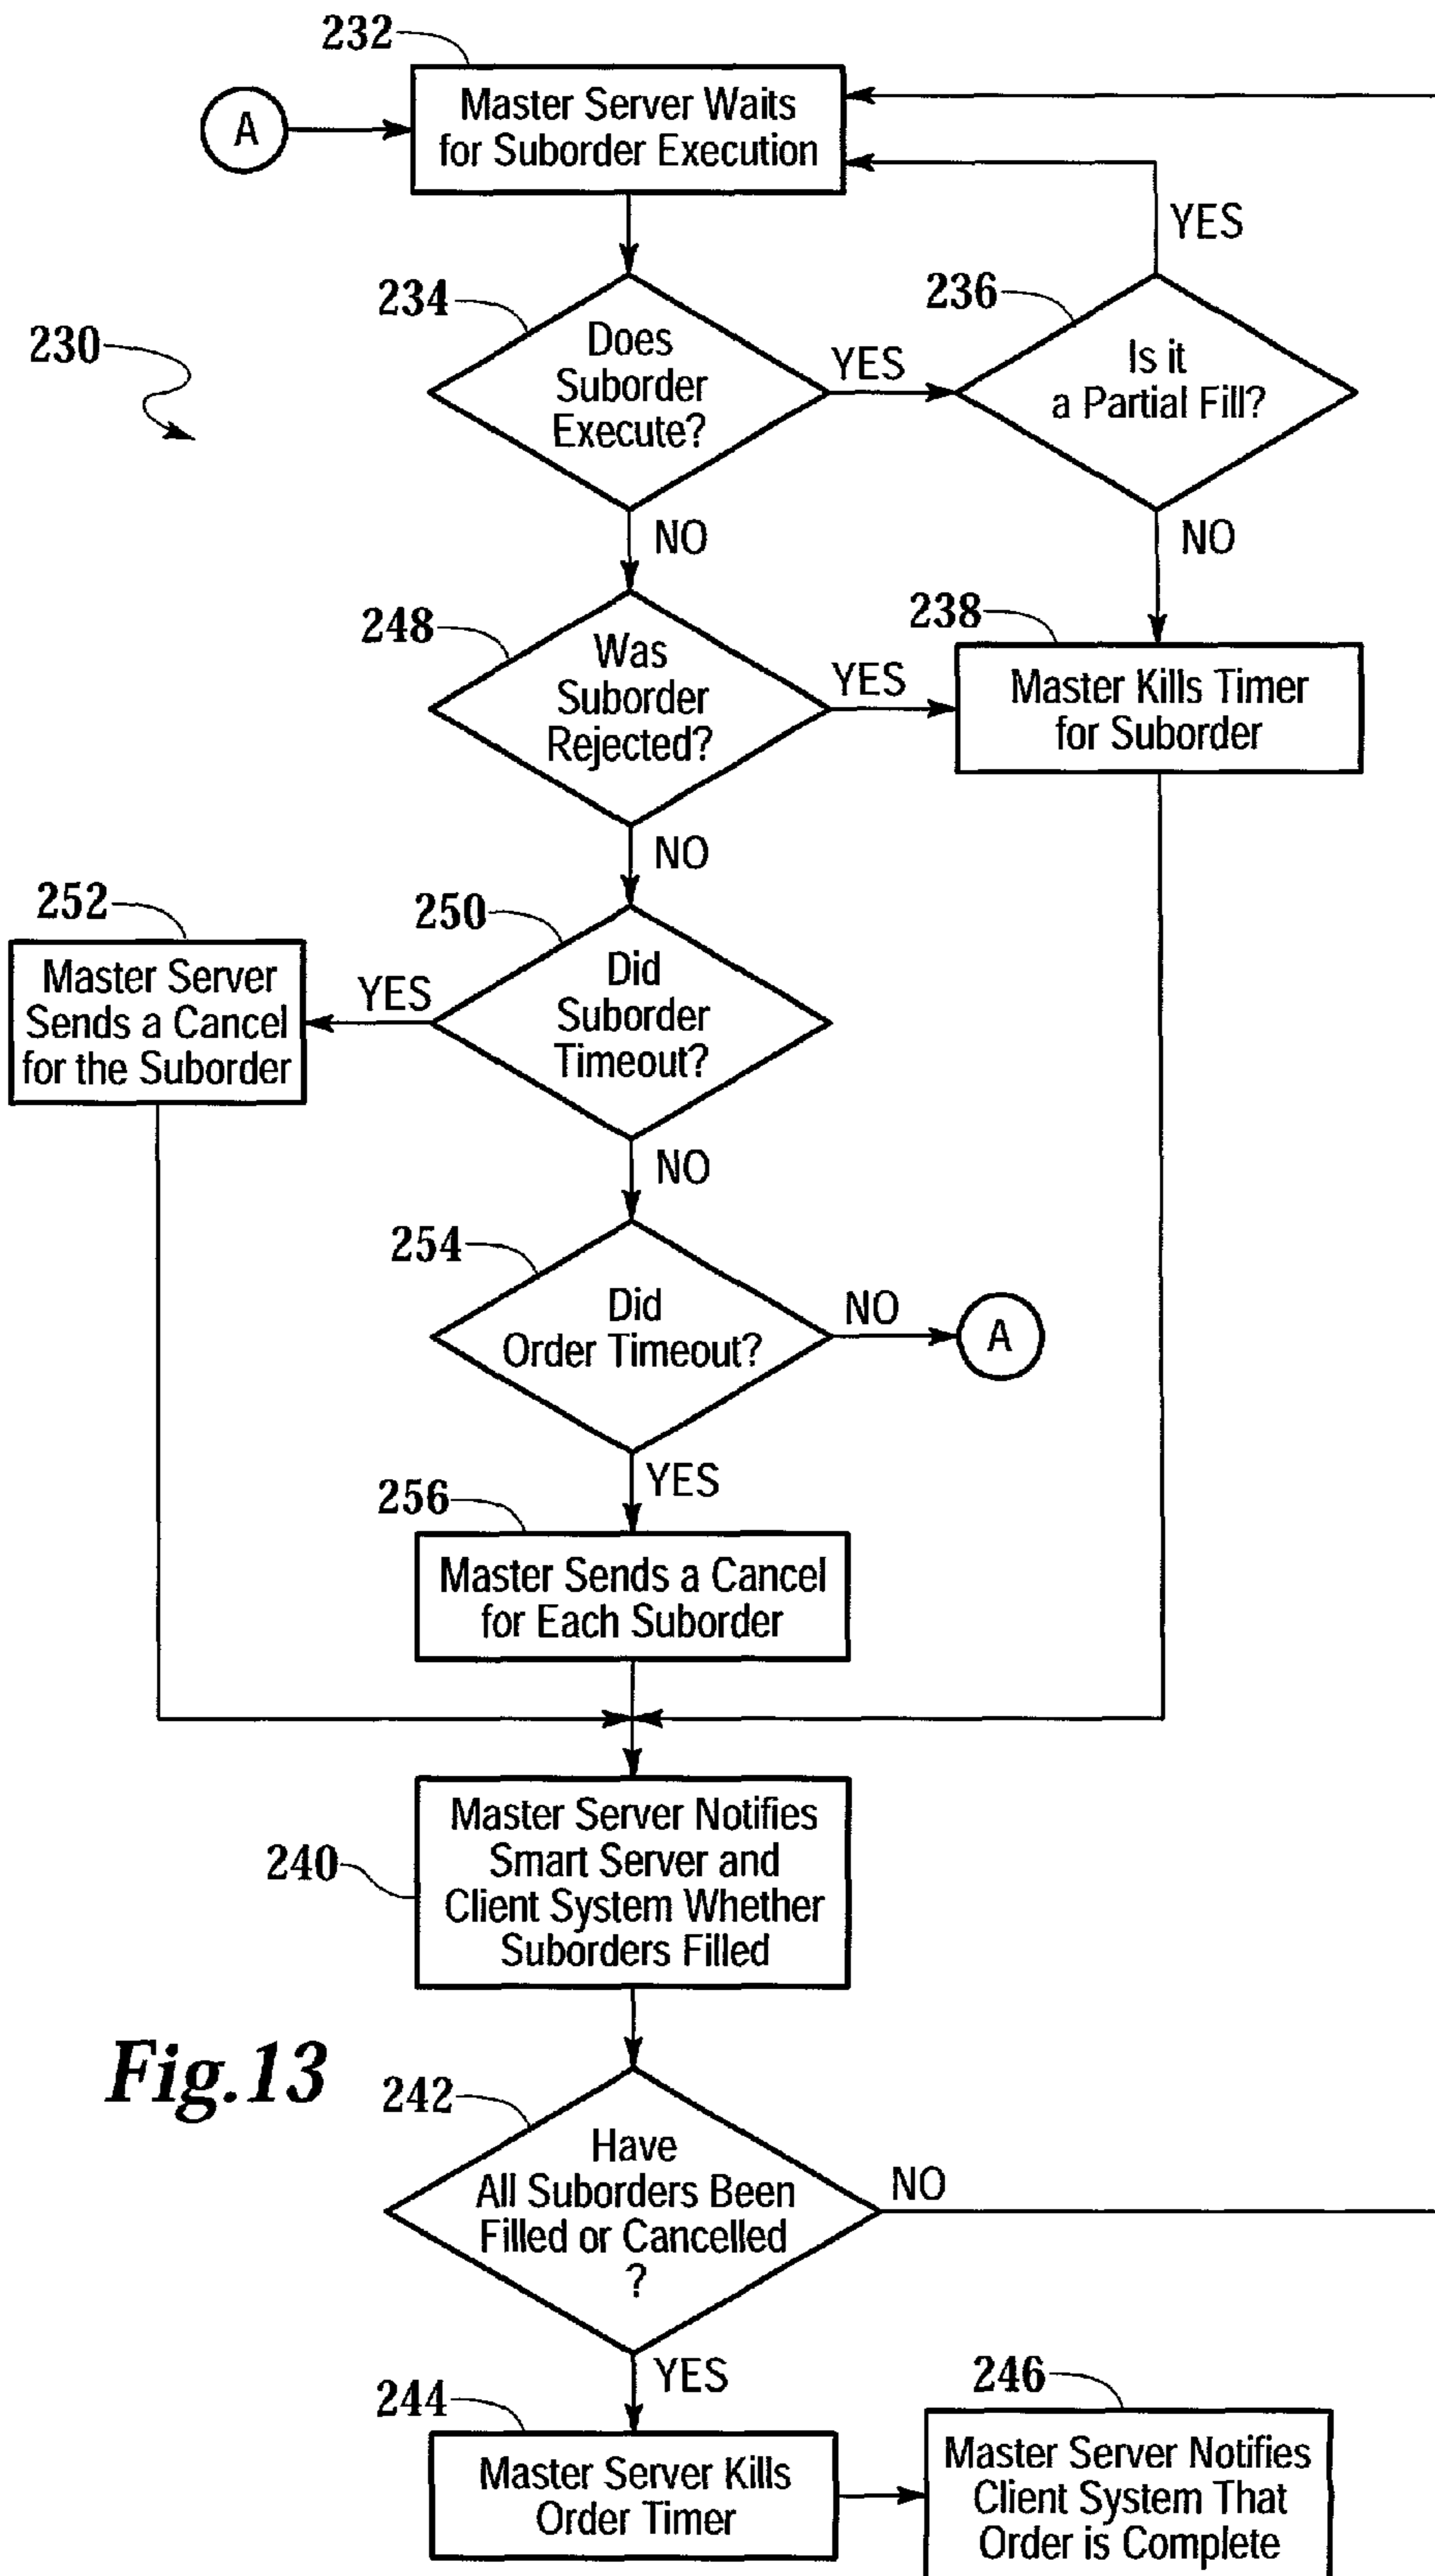 232
Master Server Waits
for Suborder Execution
A
YES
234
Does
Suborder
Execute?
YES
236
Is it
a Partial Fill?
230
NO
NO
248
Was
Suborder
Rejected?
YES
238
Master Kills Timer
for Suborder
NO
252
Master Server
Sends a Cancel
for the Suborder
YES
250
Did
Suborder
Timeout?
NO
254
Did
Order Timeout?
NO
A
YES
256
Master Sends a Cancel
for Each Suborder
240
Master Server Notifies
Smart Server and
Client System Whether
Suborders Filled
Fig.13
242
Have
All Suborders Been
Filled or Cancelled
?
NO
YES
244
Master Server Kills
Order Timer
246
Master Server Notifies
Client System That
Order is Complete